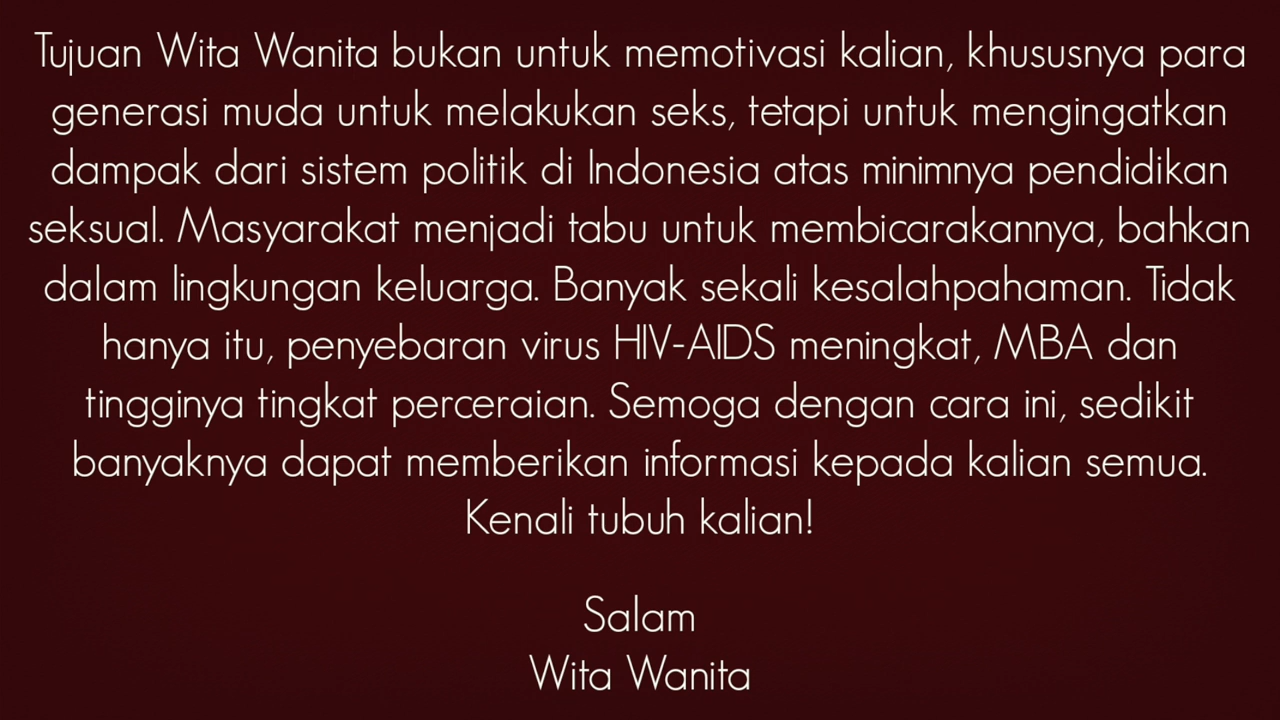 Tujuan Wita Wanita bukan untuk memotivasi kalian, khususnya para
generasi muda untuk melakukan seks, tetapi untuk mengingatkan
dampak dari sistem politik di Indonesia atas minimnya pendidikan
seksual. Masyarakat menjadi tabu untuk membicarakannya, bahkan
dalam lingkungan keluarga. Banyak sekali kesalahpahaman. Tidak
hanya itu, penyebaran virus HIV-AIDS meningkat, MBA dan
tingginya tingkat perceraian. Semoga dengan cara ini, sedikit
banyaknya dapat memberikan informasi kepada kalian semua.
Kenali tubuh kalian!
Salam
Wita Wanita